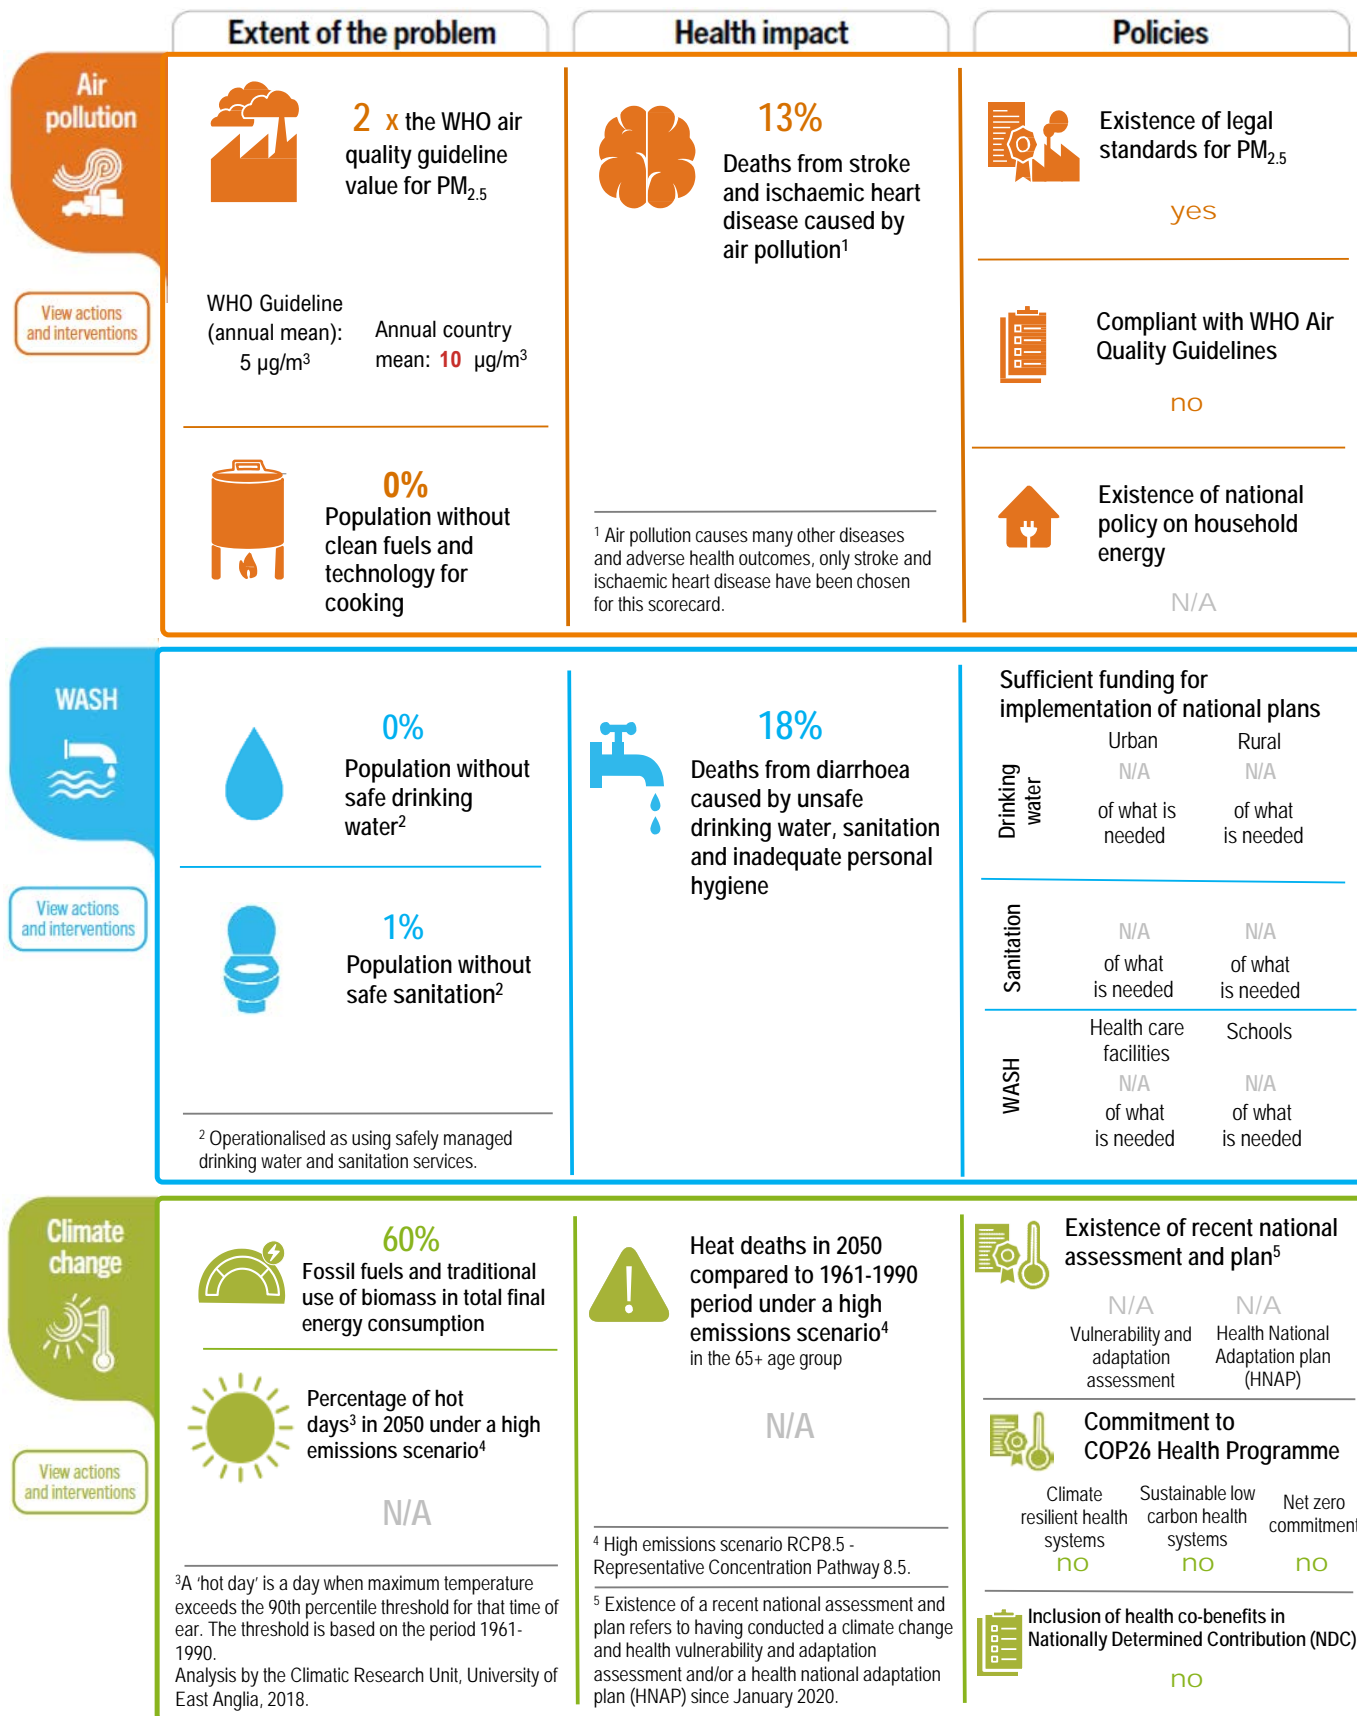 Extent of the problem
Health impact
Policies
Air
pollution
View actions
and interventions
2 x the WHO air
quality guideline
value for PM2.5
WHO Guideline
(annual mean):
5 µg/m³
Annual country
mean: 10 µg/m³
0%
Population without
clean fuels and
technology for
cooking
13%
Deaths from stroke
and ischaemic heart
disease caused by
air pollution¹
¹ Air pollution causes many other diseases
and adverse health outcomes, only stroke and
ischaemic heart disease have been chosen
for this scorecard.
Existence of legal
standards for PM2.5
yes
Compliant with WHO Air
Quality Guidelines
no
Existence of national
policy on household
energy
N/A
WASH
View actions
and interventions
0%
Population without
safe drinking
water²
1%
Population without
safe sanitation²
² Operationalised as using safely managed
drinking water and sanitation services.
18%
Deaths from diarrhoea
caused by unsafe
drinking water, sanitation
and inadequate personal
hygiene
Sufficient funding for
implementation of national plans
Drinking
water
Urban
N/A
of what is
needed
Rural
N/A
of what
is needed
Sanitation
N/A
of what
is needed
N/A
of what
is needed
WASH
Health care
facilities
N/A
of what
is needed
Schools
N/A
of what
is needed
Climate
change
View actions
and interventions
60%
Fossil fuels and traditional
use of biomass in total final
energy consumption
Percentage of hot
days³ in 2050 under a high
emissions scenario⁴
N/A
³A ‘hot day’ is a day when maximum temperature
exceeds the 90th percentile threshold for that time of
ear. The threshold is based on the period 1961-
1990.
Analysis by the Climatic Research Unit, University of
East Anglia, 2018.
Heat deaths in 2050
compared to 1961-1990
period under a high
emissions scenario⁴
in the 65+ age group
N/A
⁴ High emissions scenario RCP8.5 -
Representative Concentration Pathway 8.5.
⁵ Existence of a recent national assessment and
plan refers to having conducted a climate change
and health vulnerability and adaptation
assessment and/or a health national adaptation
plan (HNAP) since January 2020.
Existence of recent national
assessment and plan⁵
N/A
Vulnerability and
adaptation
assessment
N/A
Health National
Adaptation plan
(HNAP)
Commitment to
COP26 Health Programme
Climate
resilient health
systems
no
Sustainable low
carbon health
systems
no
Net zero
commitment
no
Inclusion of health co-benefits in
Nationally Determined Contribution (NDC)
no